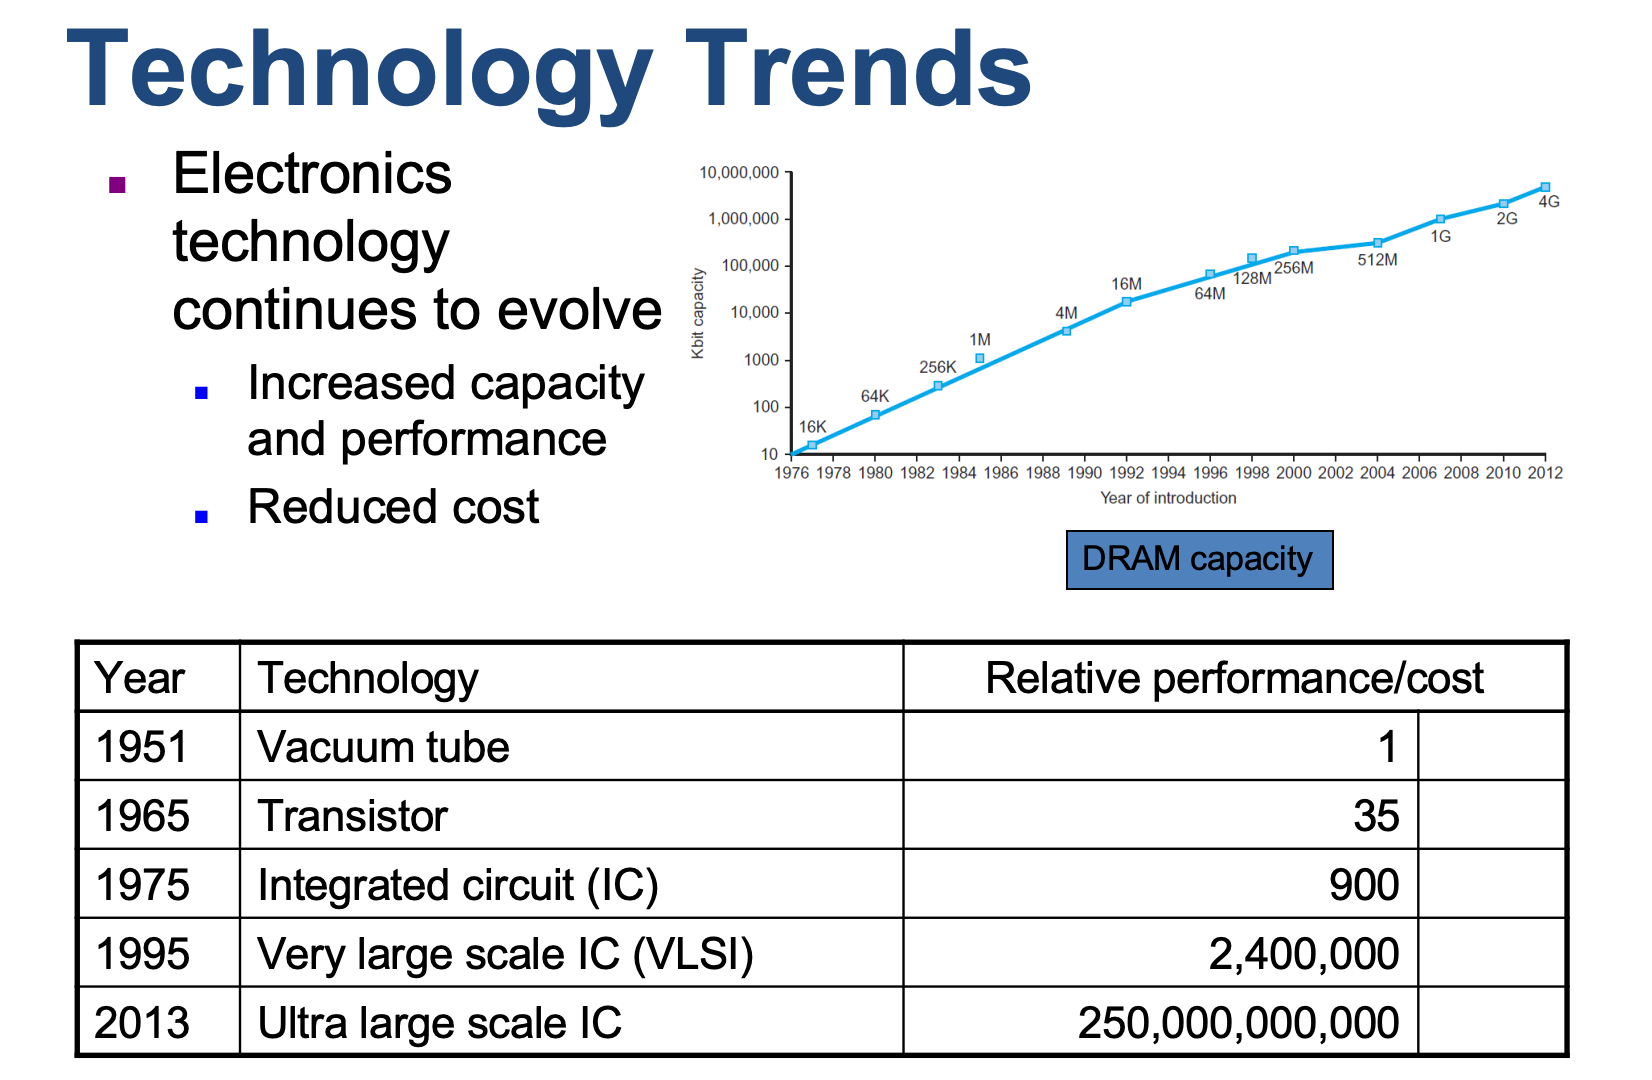 Technology Trends
Electronics
technology
continues to evolve
Increased capacity
and performance
Reduced cost
10,000,000
1,000,000
100,000
10,000
1000
100
10
Kbit capacity
16K
64K
256K
1M
4M
16M
64M
128M
256M
512M
1G
2G
4G
1976 1978 1980 1982 1984 1986 1988 1990 1992 1994 1996 1998 2000 2002 2004 2006 2008 2010 2012
Year of introduction
DRAM capacity
Year Technology Relative performance/cost
1951 Vacuum tube 1
1965 Transistor 35
1975 Integrated circuit (IC) 900
1995 Very large scale IC (VLSI) 2,400,000
2013 Ultra large scale IC 250,000,000,000